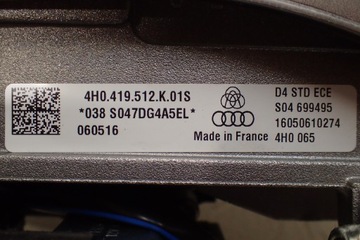 4H0.419.512.K.01S
*038 S047DG4A5EL*
060516
Made in France
D4 STD ECE
S04 699495
16050610274
4H0 065